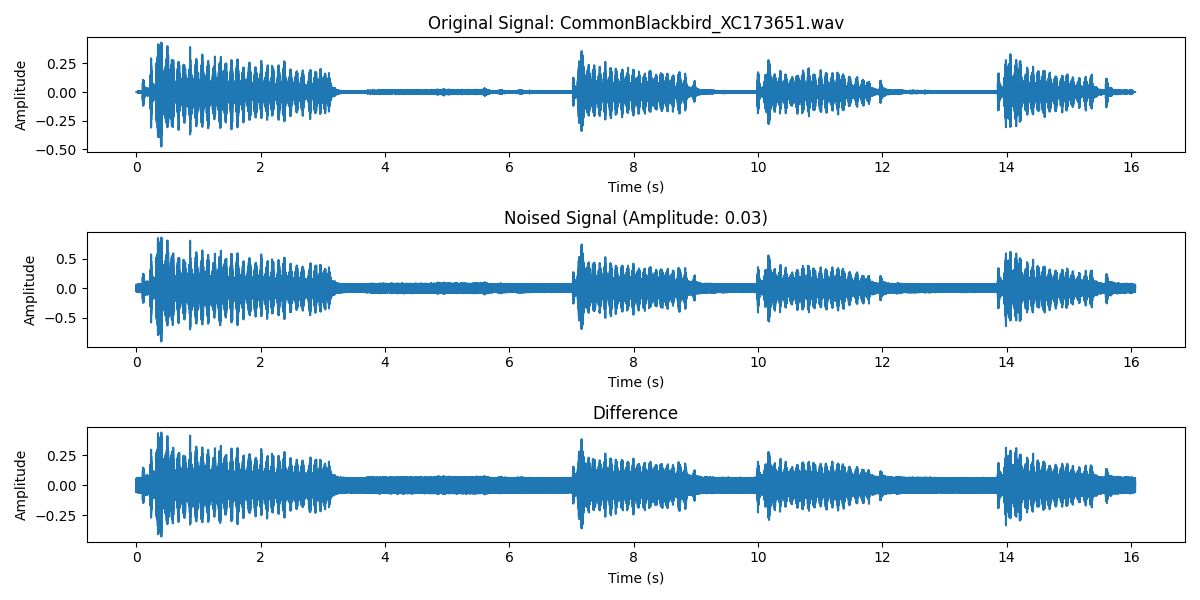 Original Signal: CommonBlackbird_XC173651.wav
Amplitude
0.25
0.00
−0.25
−0.50
0 2 4 6 8 10 12 14 16
Time (s)
Noised Signal (Amplitude: 0.03)
Amplitude
0.5
0.0
−0.5
0 2 4 6 8 10 12 14 16
Time (s)
Difference
Amplitude
0.25
0.00
−0.25
0 2 4 6 8 10 12 14 16
Time (s)